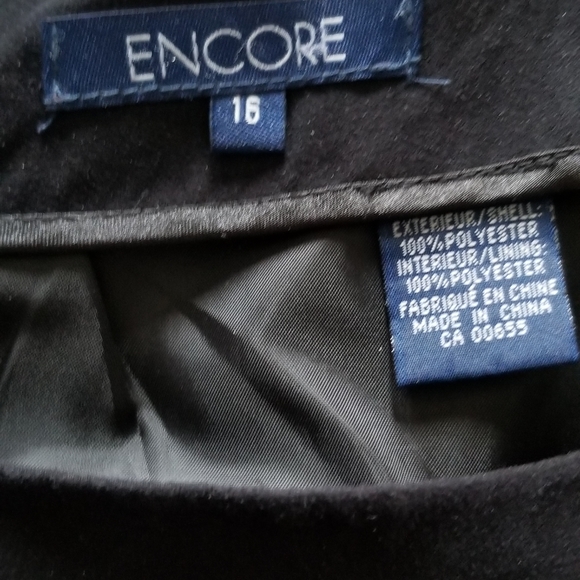 ENCORE
16
EXTERIEUR/SHELL:
100%POLYESTER
INTERIEUR/LINING:
100%POLYESTER
FABRIQUÉ EN CHINE
MADE IN CHINA
CA 00655